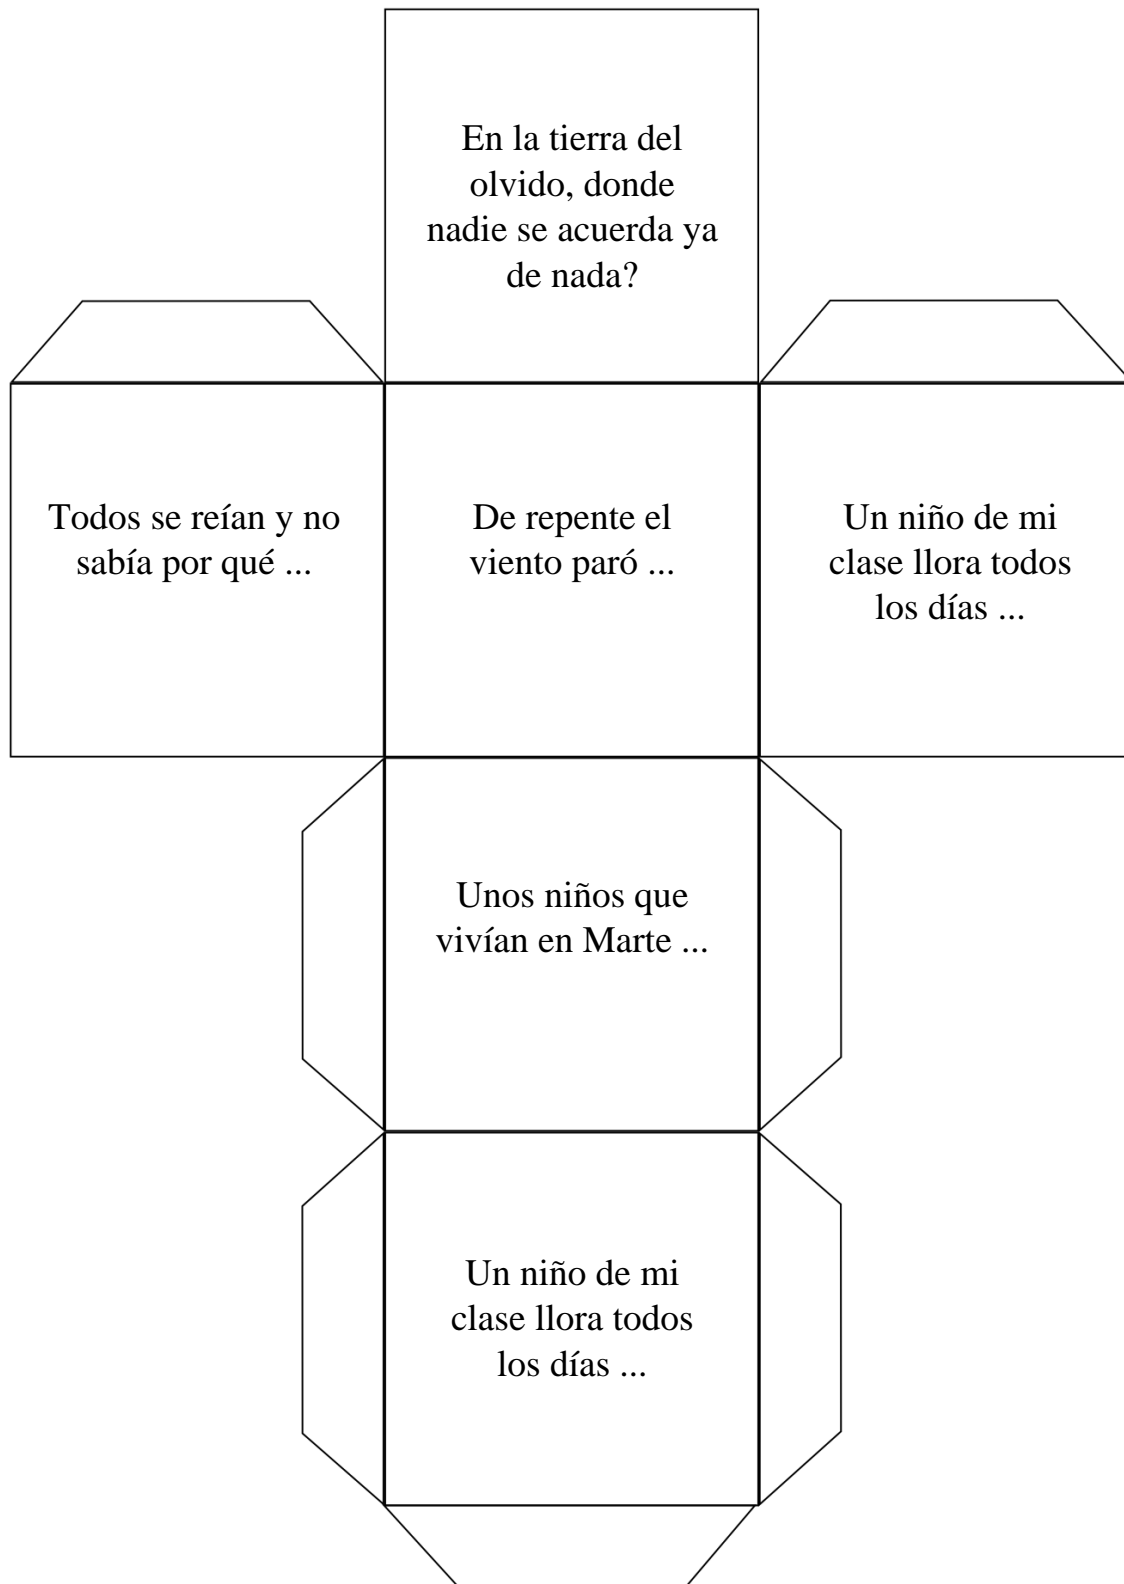 En la tierra del
olvido, donde
nadie se acuerda ya
de nada?
Todos se reían y no
sabía por qué ...
De repente el
viento paró ...
Un niño de mi
clase llora todos
los días ...
Unos niños que
vivían en Marte ...
Un niño de mi
clase llora todos
los días ...